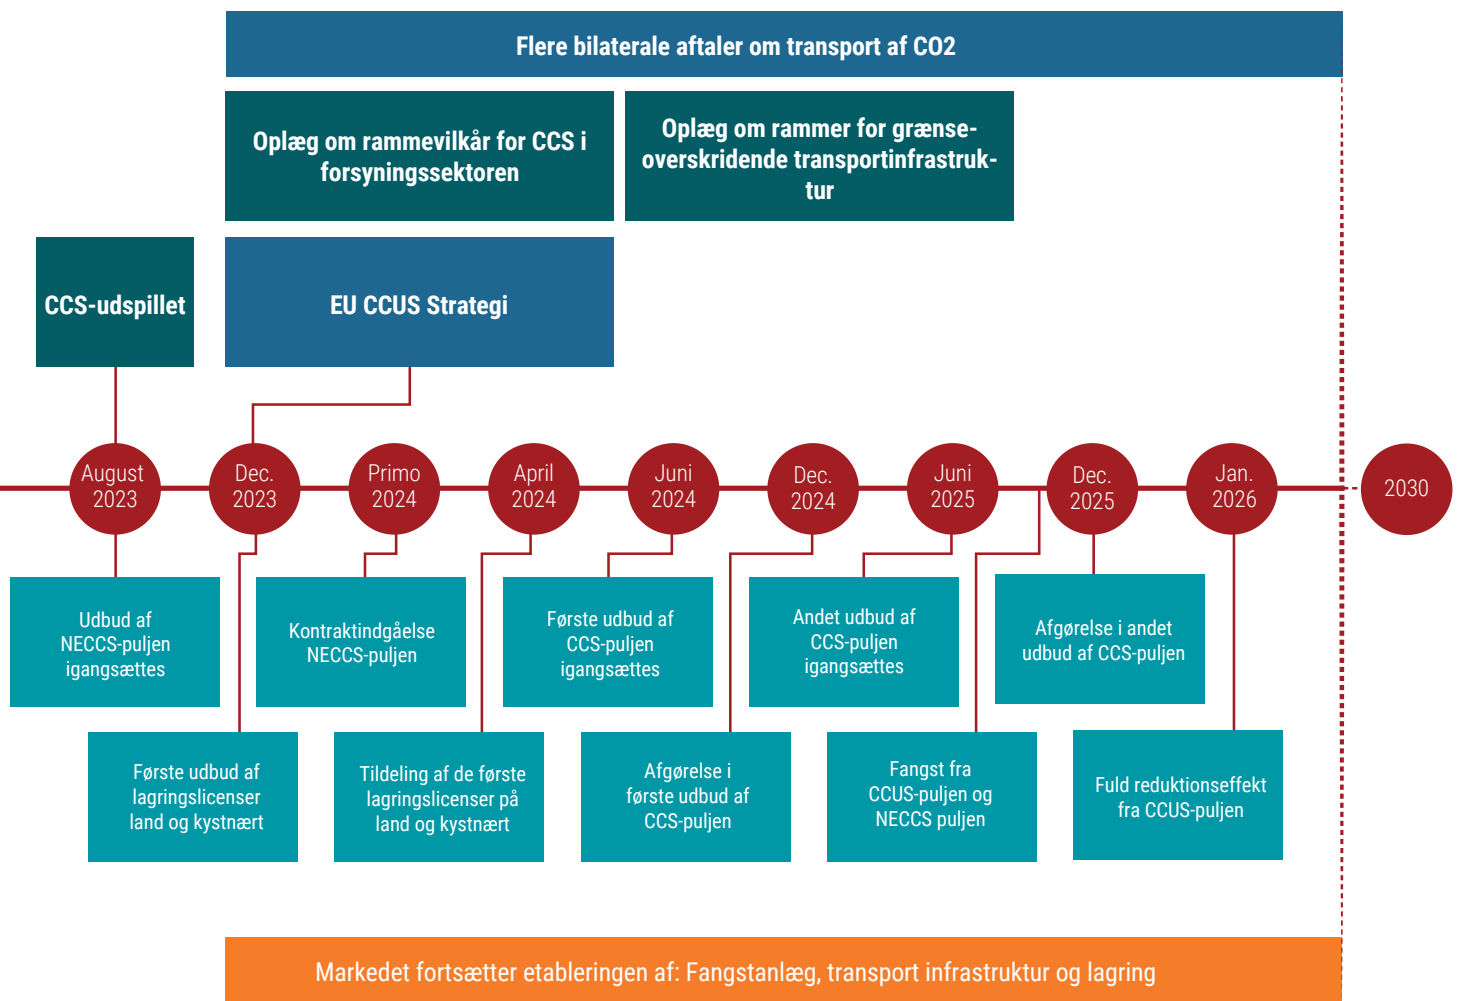 Flere bilaterale aftaler om transport af CO2
Oplæg om rammevilkår for CCS i
forsyningssektoren
Oplæg om rammer for grænse-
overskridende transportinfrastruk-
tur
CCS-udspillet
EU CCUS Strategi
August
2023
Dec.
2023
Primo
2024
April
2024
Juni
2024
Dec.
2024
Juni
2025
Dec.
2025
Jan.
2026
2030
Udbud af
NECCS-puljen
igangsættes
Kontraktindgåelse
NECCS-puljen
Første udbud af
CCS-puljen
igangsættes
Andet udbud af
CCS-puljen
igangsættes
Afgørelse i andet
udbud af CCS-puljen
Første udbud af
lagringslicenser
land og kystnært
Tildeling af de første
lagringslicenser på
land og kystnært
Afgørelse i
første udbud af
CCS-puljen
Fangst fra
CCUS-puljen og
NECCS puljen
Fuld reduktionseffekt
fra CCUS-puljen
Markedet fortsætter etableringen af: Fangstanlæg, transport infrastruktur og lagring